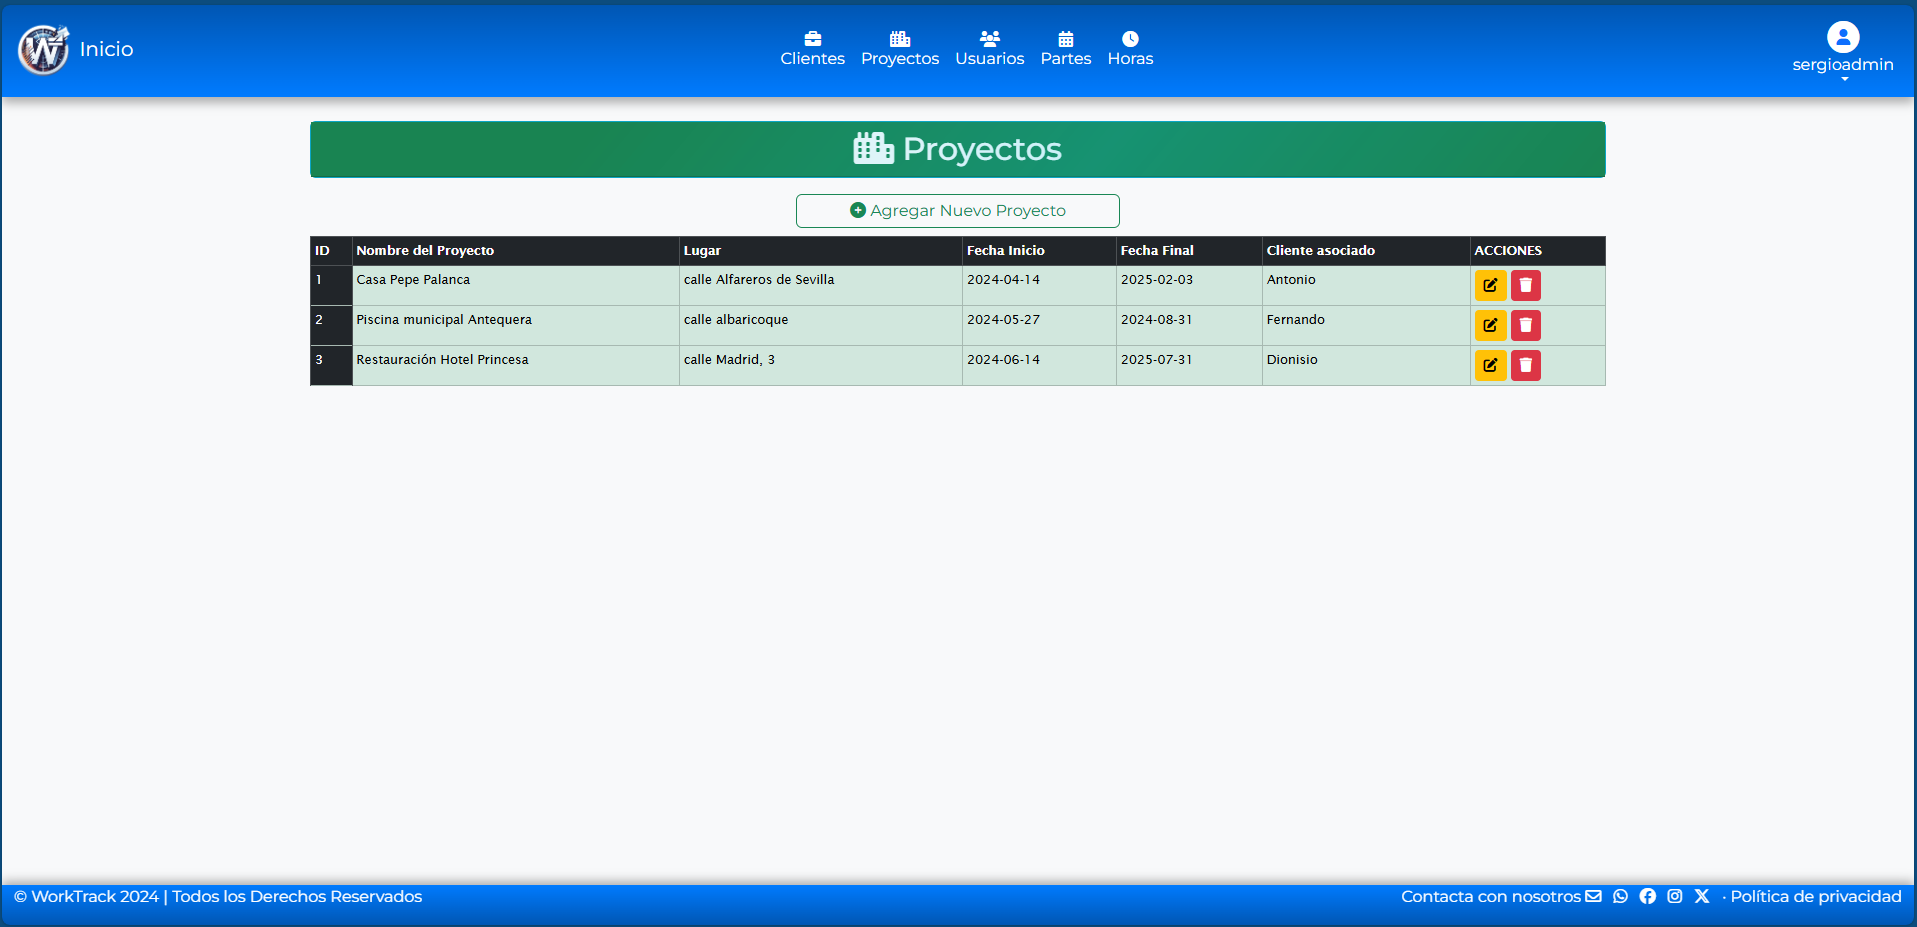 Inicio
Clientes Proyectos Usuarios Partes Horas
sergioadmin
Proyectos
Agregar Nuevo Proyecto
ID Nombre del Proyecto Lugar Fecha Inicio Fecha Final Cliente asociado ACCIONES
1 Casa Pepe Palanca calle Alfareros de Sevilla 2024-04-14 2025-02-03 Antonio
2 Piscina municipal Antequera calle albaricoque 2024-05-27 2024-08-31 Fernando
3 Restauración Hotel Princesa calle Madrid, 3 2024-06-14 2025-07-31 Dionisio
© WorkTrack 2024 | Todos los Derechos Reservados Contacta con nosotros · Política de privacidad